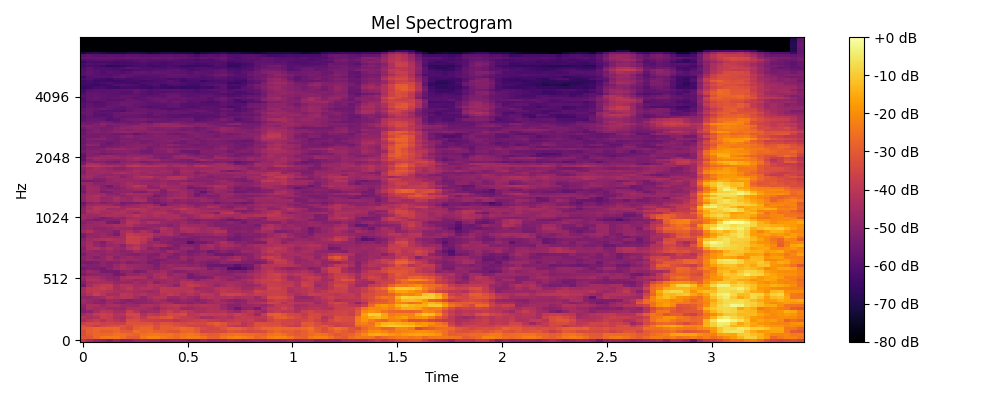 Mel Spectrogram
Hz
4096
2048
1024
512
0
0
0.5
1
1.5
2
2.5
3
Time
+0 dB
-10 dB
-20 dB
-30 dB
-40 dB
-50 dB
-60 dB
-70 dB
-80 dB